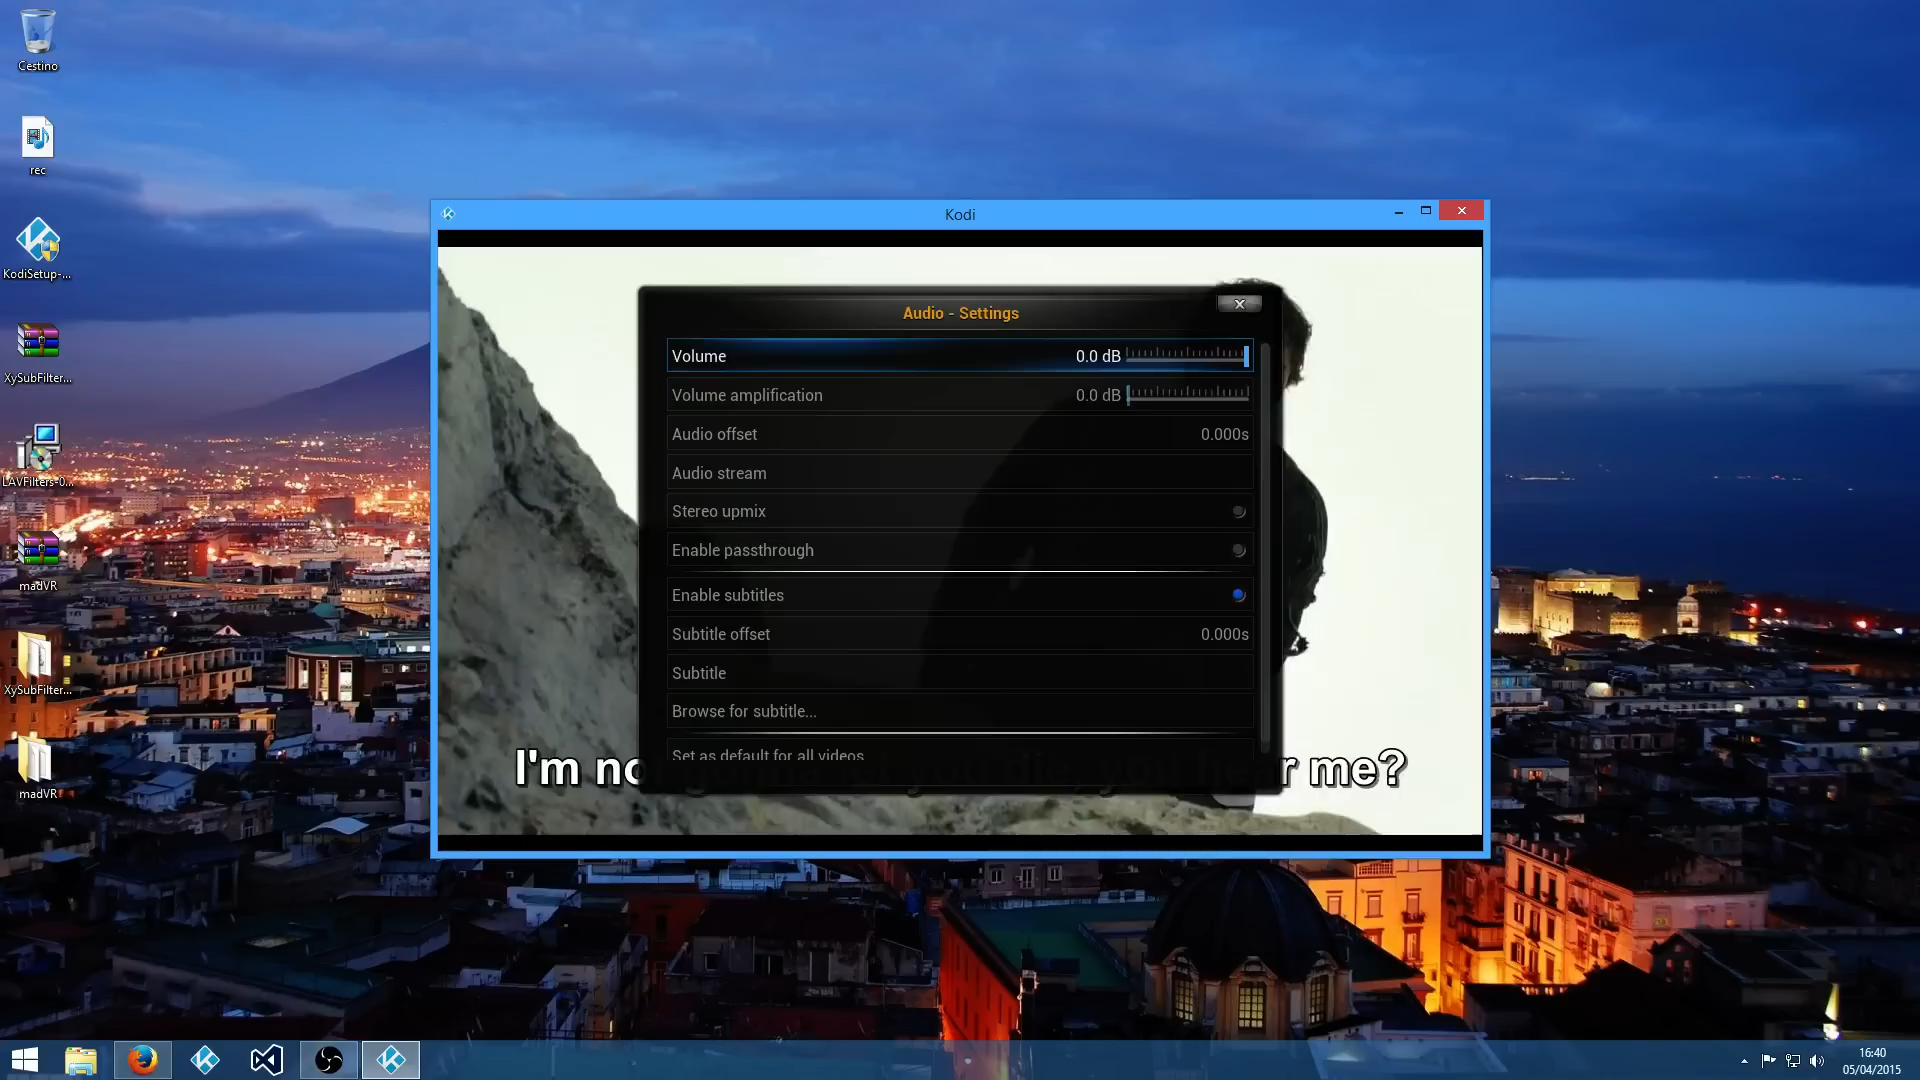 Cestino
rec
KodiSetup-...
XySubFilter...
LAVFilters-0...
madVR
XySubFilter...
madVR
Kodi
Audio - Settings
Volume 0.0 dB
Volume amplification 0.0 dB
Audio offset 0.000s
Audio stream
Stereo upmix
Enable passthrough
Enable subtitles
Subtitle offset 0.000s
Subtitle
Browse for subtitle...
Set as default for all videos
I'm hear me?
16:40
05/04/2015